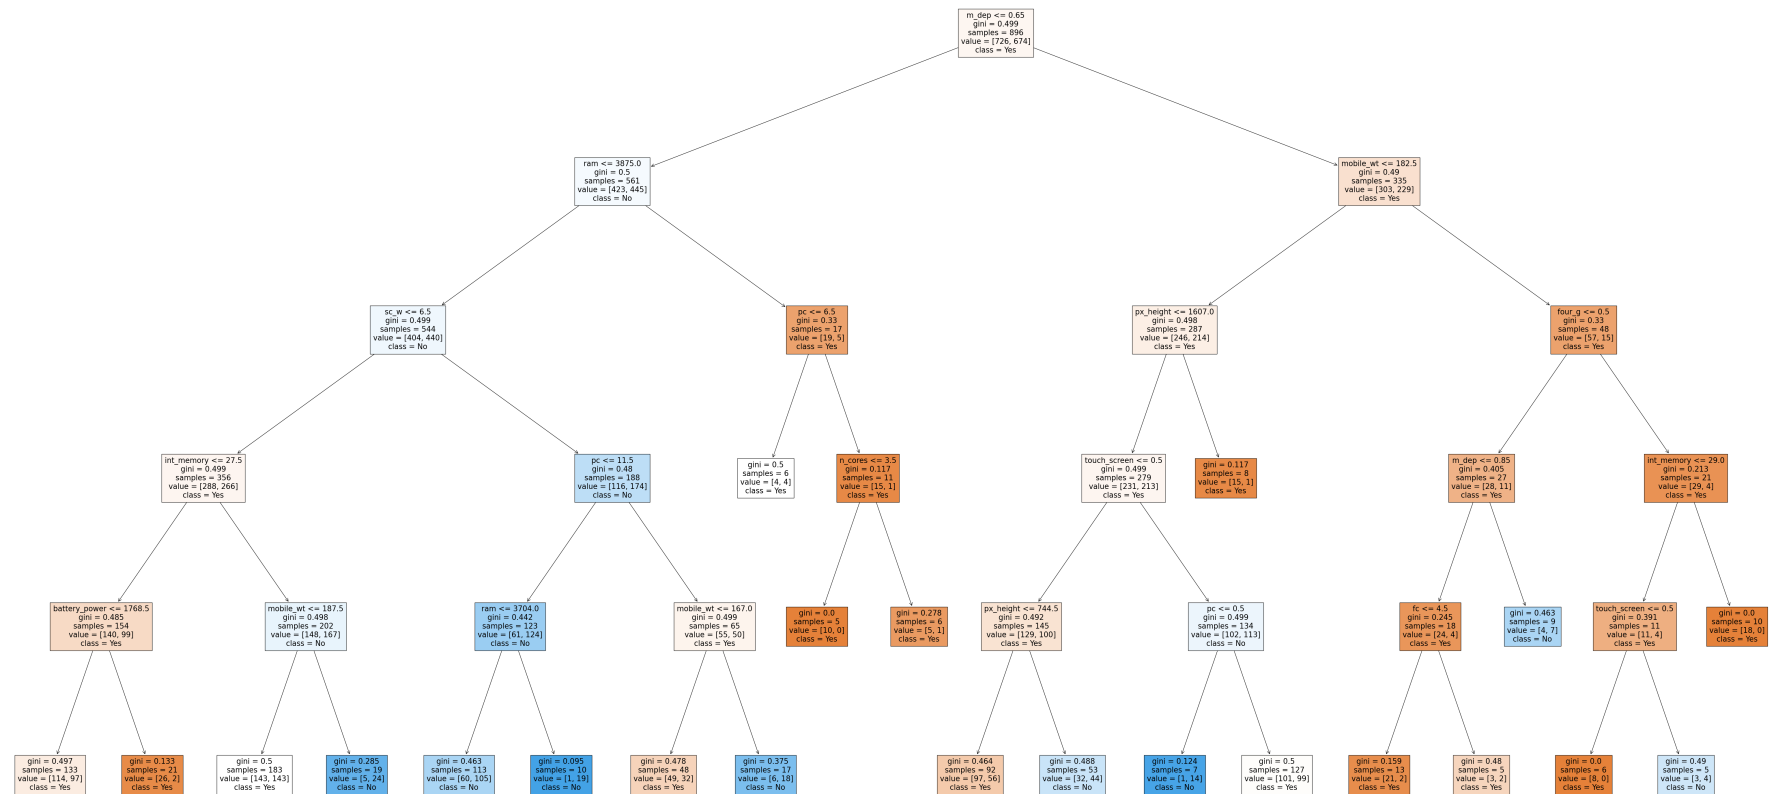 m_dep <= 0.65
gini = 0.499
samples = 896
value = [726, 674]
class = Yes
ram <= 3875.0
gini = 0.5
samples = 561
value = [423, 445]
class = No
mobile_wt <= 182.5
gini = 0.49
samples = 335
value = [303, 229]
class = Yes
sc_w <= 6.5
gini = 0.499
samples = 544
value = [404, 440]
class = No
pc <= 6.5
gini = 0.33
samples = 17
value = [19, 5]
class = Yes
px_height <= 1607.0
gini = 0.498
samples = 287
value = [246, 214]
class = Yes
four_g <= 0.5
gini = 0.33
samples = 48
value = [57, 15]
class = Yes
int_memory <= 27.5
gini = 0.499
samples = 356
value = [288, 266]
class = Yes
pc <= 11.5
gini = 0.48
samples = 188
value = [116, 174]
class = No
gini = 0.5
samples = 6
value = [4, 4]
class = Yes
n_cores <= 3.5
gini = 0.117
samples = 11
value = [15, 1]
class = Yes
touch_screen <= 0.5
gini = 0.499
samples = 279
value = [231, 213]
class = Yes
gini = 0.117
samples = 8
value = [15, 1]
class = Yes
m_dep <= 0.85
gini = 0.405
samples = 27
value = [28, 11]
class = Yes
int_memory <= 29.0
gini = 0.213
samples = 21
value = [29, 4]
class = Yes
battery_power <= 1768.5
gini = 0.485
samples = 154
value = [140, 99]
class = Yes
mobile_wt <= 187.5
gini = 0.498
samples = 202
value = [148, 167]
class = No
ram <= 3704.0
gini = 0.442
samples = 123
value = [61, 124]
class = No
mobile_wt <= 167.0
gini = 0.499
samples = 65
value = [55, 50]
class = Yes
gini = 0.0
samples = 5
value = [10, 0]
class = Yes
gini = 0.278
samples = 6
value = [5, 1]
class = Yes
px_height <= 744.5
gini = 0.492
samples = 145
value = [129, 100]
class = Yes
pc <= 0.5
gini = 0.499
samples = 134
value = [102, 113]
class = No
fc <= 4.5
gini = 0.245
samples = 18
value = [24, 4]
class = Yes
gini = 0.463
samples = 9
value = [4, 7]
class = No
touch_screen <= 0.5
gini = 0.391
samples = 11
value = [11, 4]
class = Yes
gini = 0.0
samples = 10
value = [18, 0]
class = Yes
gini = 0.497
samples = 133
value = [114, 97]
class = Yes
gini = 0.133
samples = 21
value = [26, 2]
class = Yes
gini = 0.5
samples = 183
value = [143, 143]
class = Yes
gini = 0.285
samples = 19
value = [5, 24]
class = No
gini = 0.463
samples = 113
value = [60, 105]
class = No
gini = 0.095
samples = 10
value = [1, 19]
class = No
gini = 0.478
samples = 48
value = [49, 32]
class = Yes
gini = 0.375
samples = 17
value = [6, 18]
class = No
gini = 0.464
samples = 92
value = [97, 56]
class = Yes
gini = 0.488
samples = 53
value = [32, 44]
class = No
gini = 0.124
samples = 7
value = [1, 14]
class = No
gini = 0.5
samples = 127
value = [101, 99]
class = Yes
gini = 0.159
samples = 13
value = [21, 2]
class = Yes
gini = 0.48
samples = 5
value = [3, 2]
class = Yes
gini = 0.0
samples = 6
value = [8, 0]
class = Yes
gini = 0.49
samples = 5
value = [3, 4]
class = No